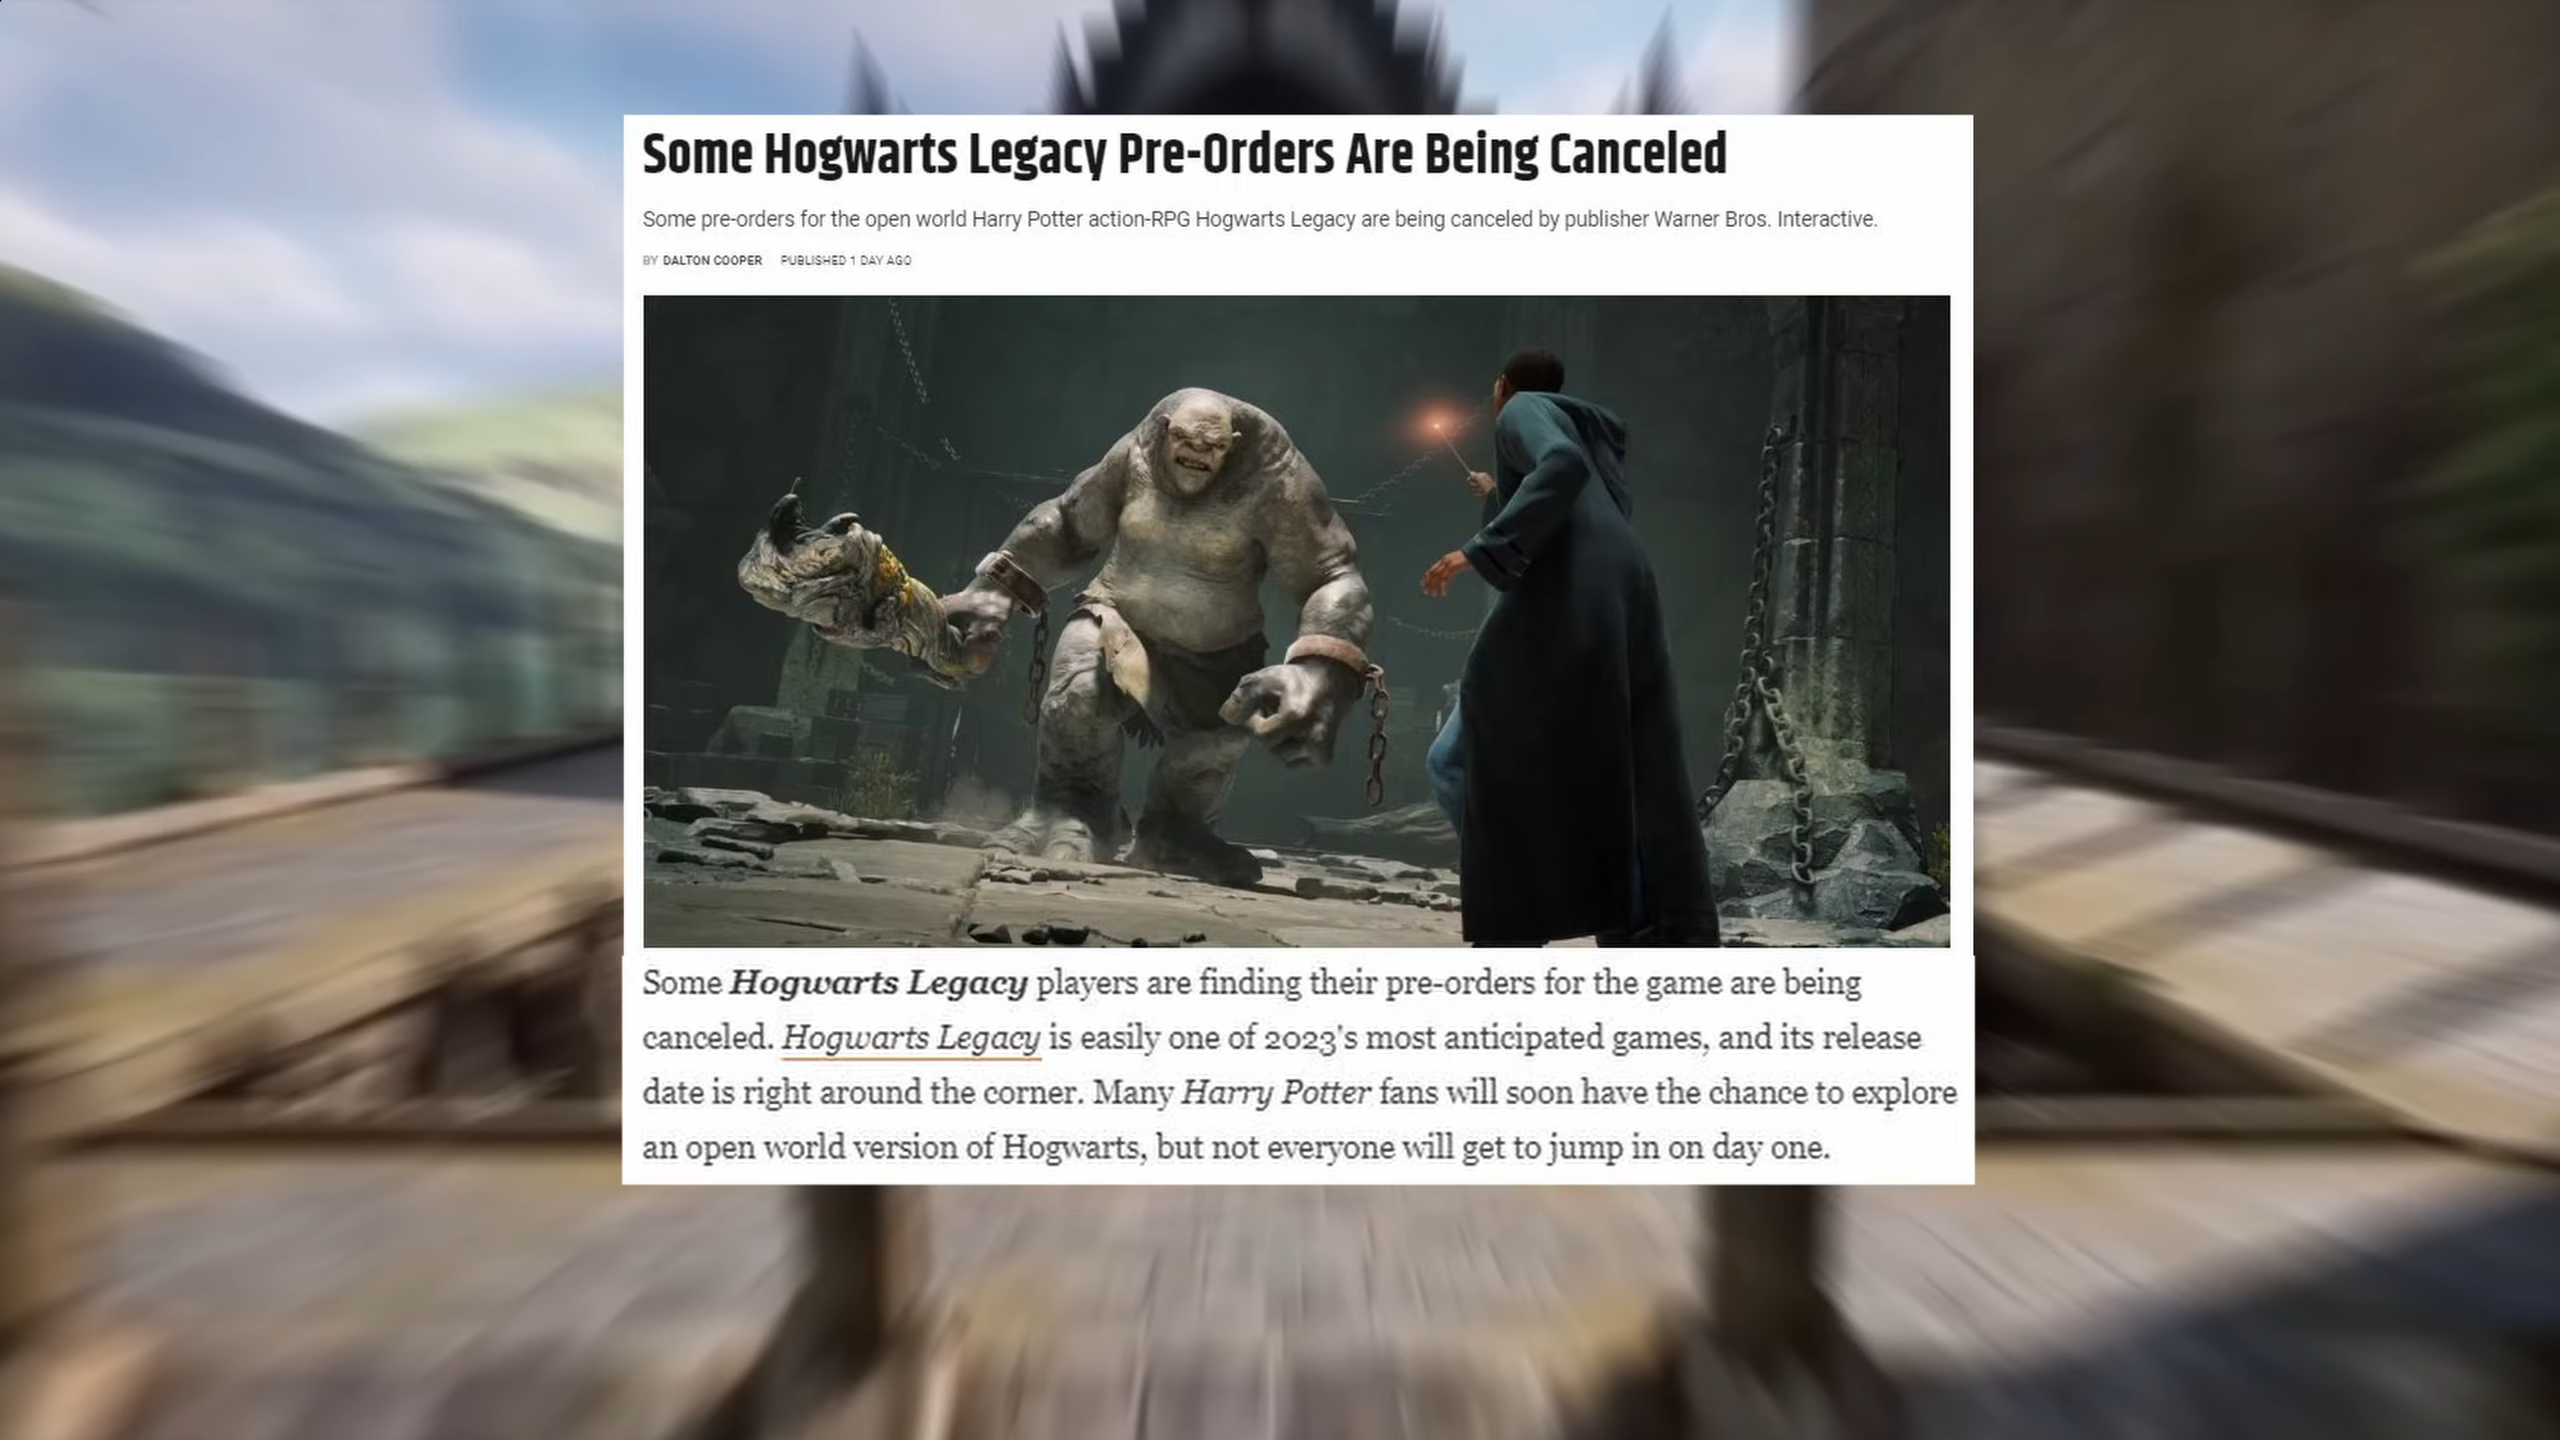 Some Hogwarts Legacy Pre-Orders Are Being Canceled
Some pre-orders for the open world Harry Potter action-RPG Hogwarts Legacy are being canceled by publisher Warner Bros. Interactive.
BY DALTON COOPER PUBLISHED 1 DAY AGO
Some Hogwarts Legacy players are finding their pre-orders for the game are being
canceled. Hogwarts Legacy is easily one of 2023's most anticipated games, and its release
date is right around the corner. Many Harry Potter fans will soon have the chance to explore
an open world version of Hogwarts, but not everyone will get to jump in on day one.